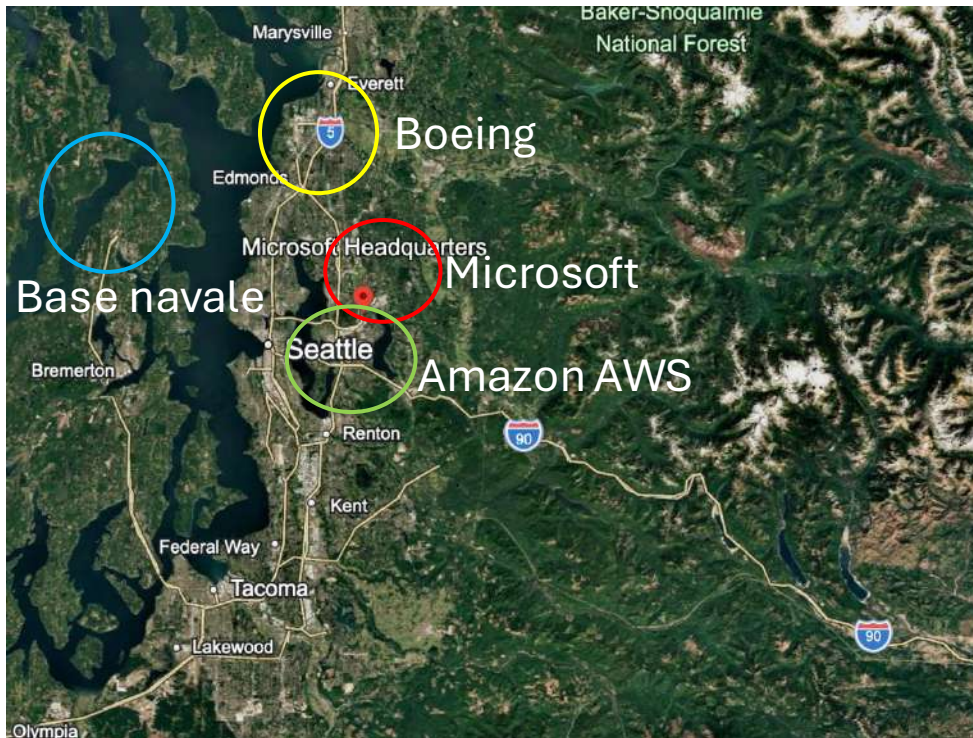 Baker-Snoqualmie
National Forest
Marysville
Everett
5
Boeing
Edmonds
Microsoft Headquarters
Microsoft
Base navale
Seattle
Bremerton
Amazon AWS
Renton
90
Kent
Federal Way
Tacoma
90
Lakewood
Olympia